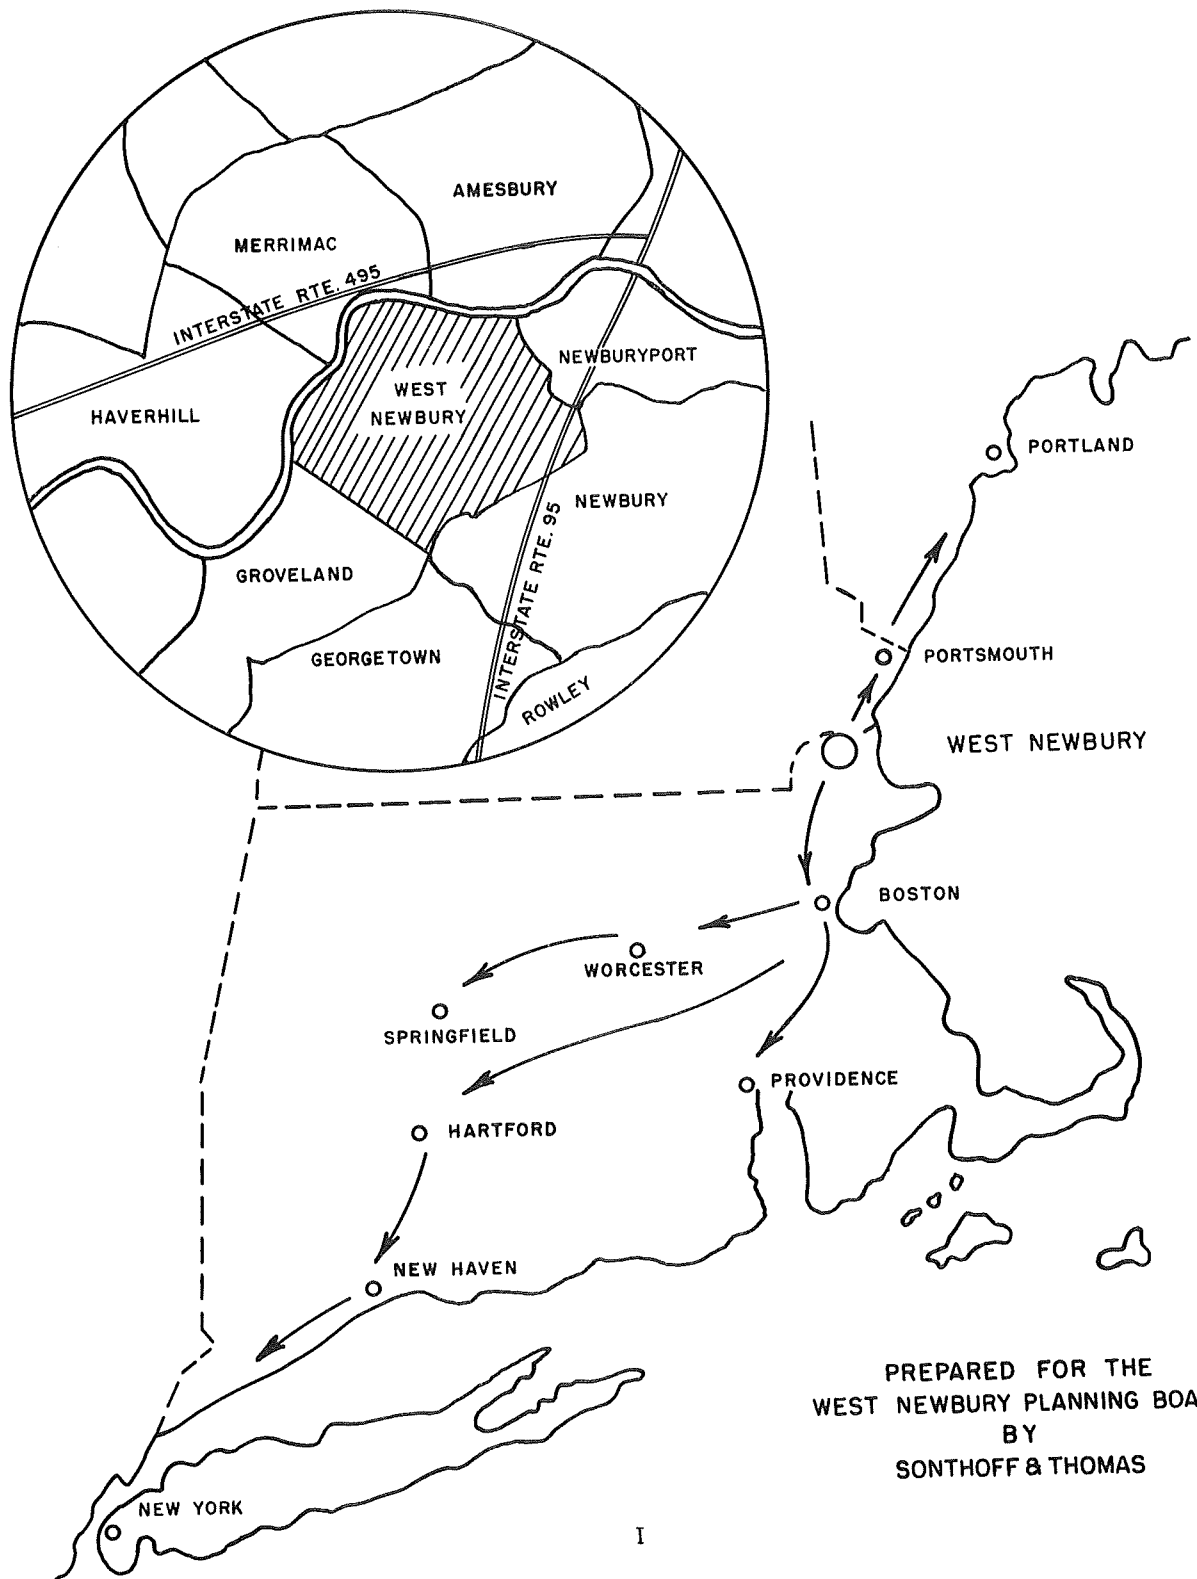 AMESBURY
MERRIMAC
INTERSTATE RTE. 495
NEWBURYPORT
WEST
NEWBURY
HAVERHILL
NEWBURY
INTERSTATE RTE. 95
GROVELAND
GEORGETOWN
ROWLEY
PORTLAND
PORTSMOUTH
WEST NEWBURY
BOSTON
WORCESTER
SPRINGFIELD
PROVIDENCE
HARTFORD
NEW HAVEN
NEW YORK
PREPARED FOR THE
WEST NEWBURY PLANNING BOA
BY
SONTHOFF & THOMAS
I